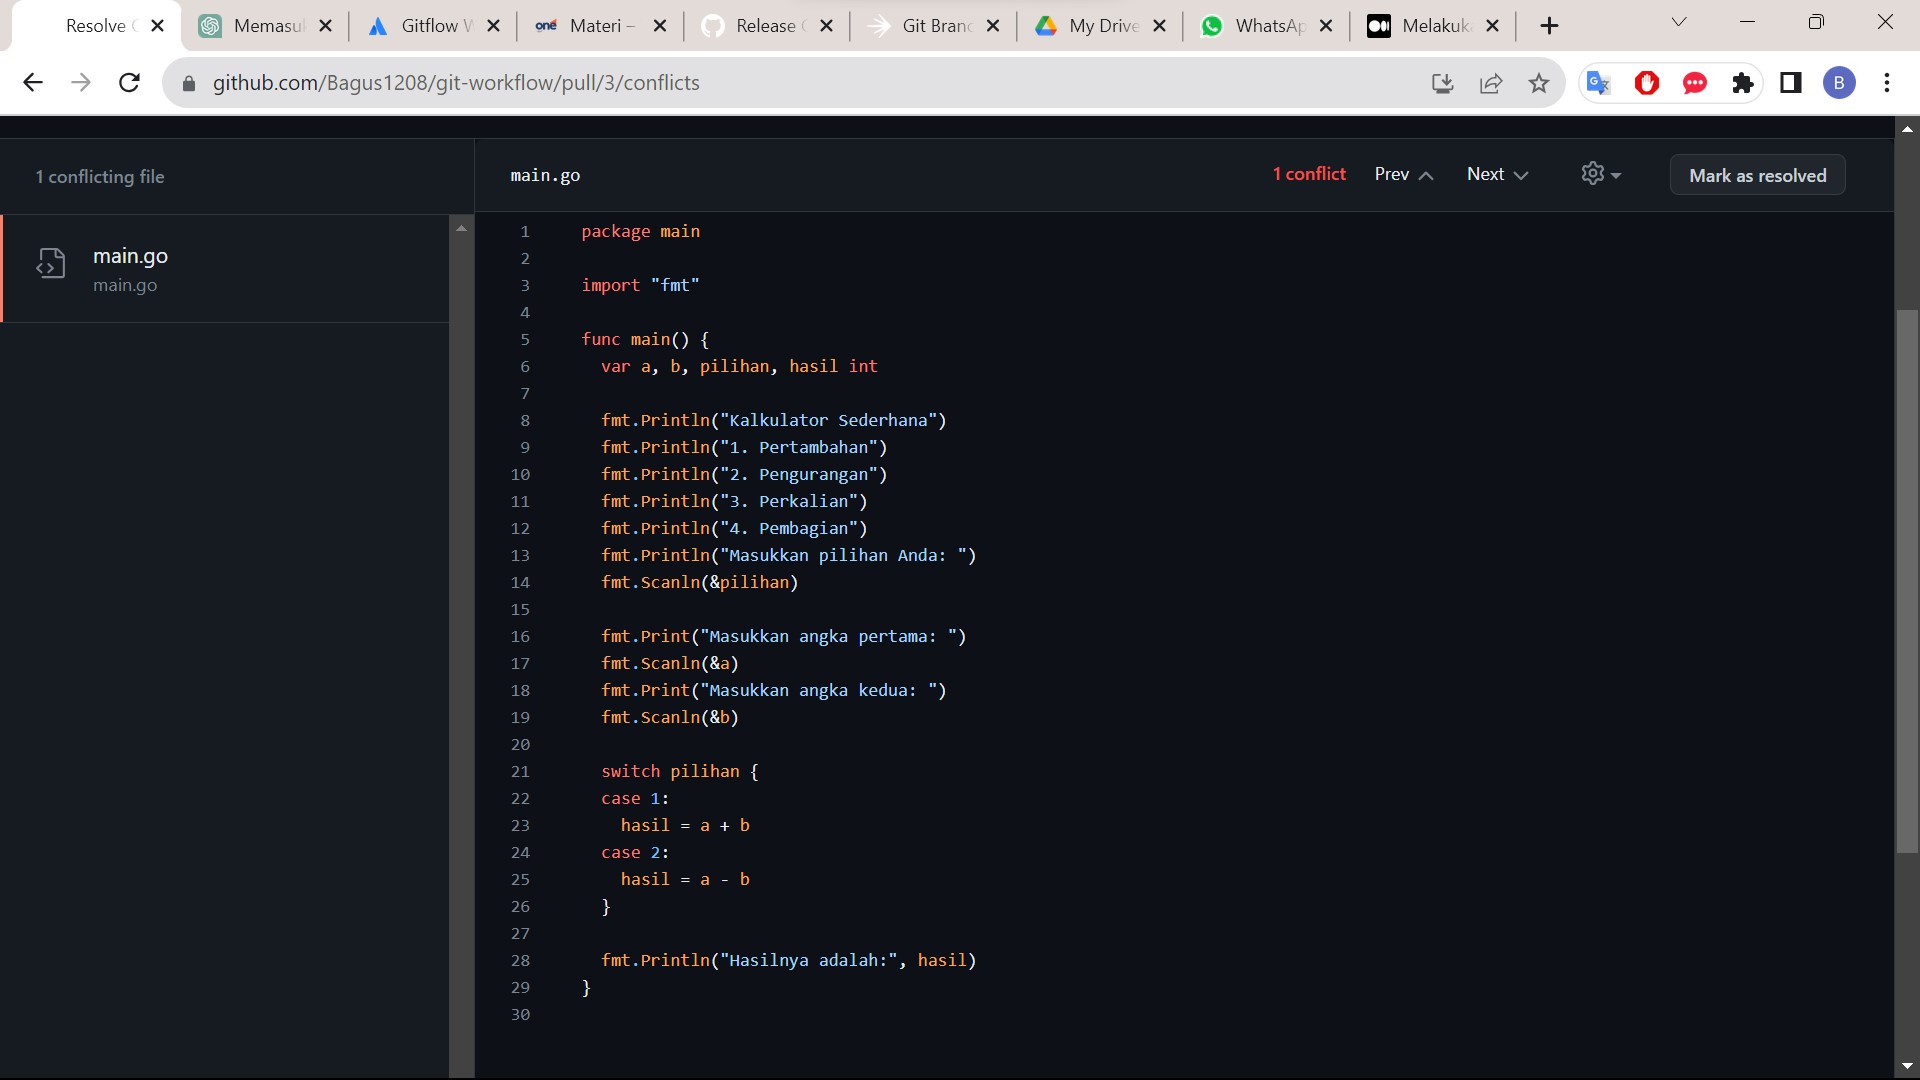 Resolve C
Memasul
Gitflow W
one Materi –
Release C
Git Branc
My Drive
WhatsAp
Melakuka
github.com/Bagus1208/git-workflow/pull/3/conflicts
B
1 conflicting file
main.go
main.go
main.go
1 conflict Prev Next
Mark as resolved
1 package main
2
3 import "fmt"
4
5 func main() {
6 var a, b, pilihan, hasil int
7
8 fmt.Println("Kalkulator Sederhana")
9 fmt.Println("1. Pertambahan")
10 fmt.Println("2. Pengurangan")
11 fmt.Println("3. Perkalian")
12 fmt.Println("4. Pembagian")
13 fmt.Println("Masukkan pilihan Anda: ")
14 fmt.Scanln(&pilihan)
15
16 fmt.Print("Masukkan angka pertama: ")
17 fmt.Scanln(&a)
18 fmt.Print("Masukkan angka kedua: ")
19 fmt.Scanln(&b)
20
21 switch pilihan {
22 case 1:
23 hasil = a + b
24 case 2:
25 hasil = a - b
26 }
27
28 fmt.Println("Hasilnya adalah:", hasil)
29 }
30